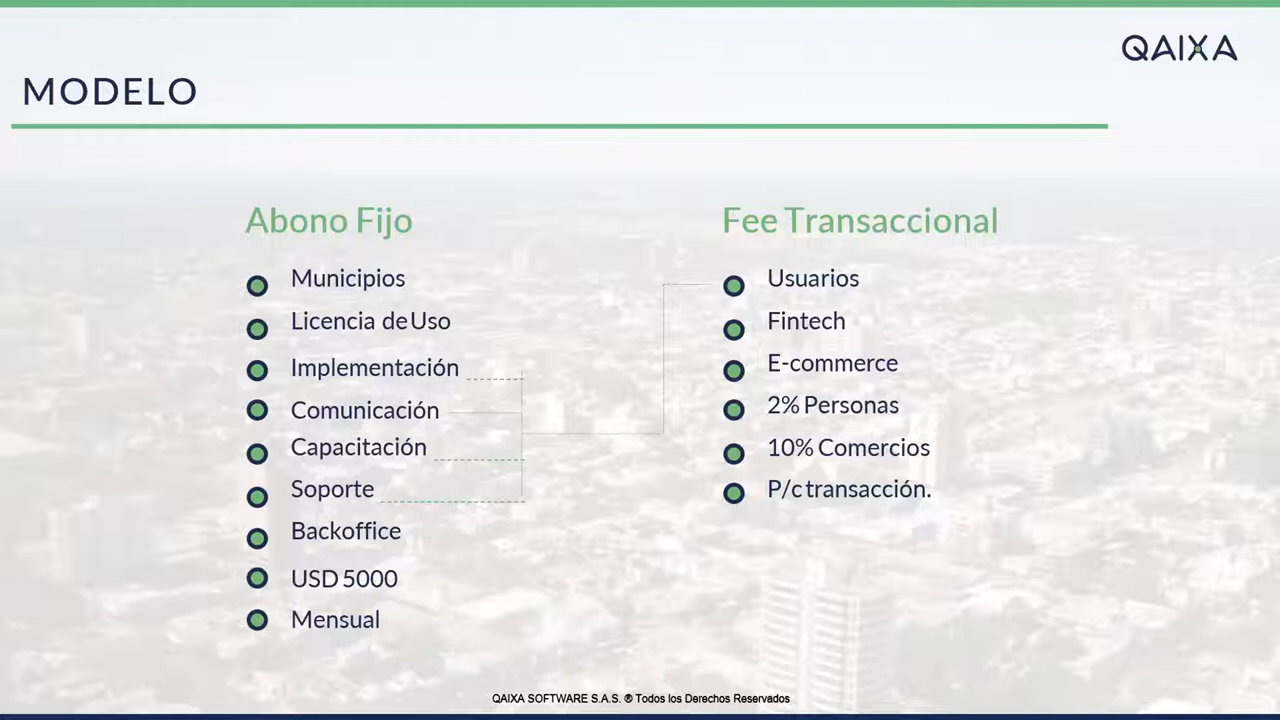 QAIXA
MODELO
Abono Fijo
Municipios
Licencia de Uso
Implementación
Comunicación
Capacitación
Soporte
Backoffice
USD 5000
Mensual
Fee Transaccional
Usuarios
Fintech
E-commerce
2% Personas
10% Comercios
P/c transacción.
QAIXA SOFTWARE S.A.S. ® Todos los Derechos Reservados